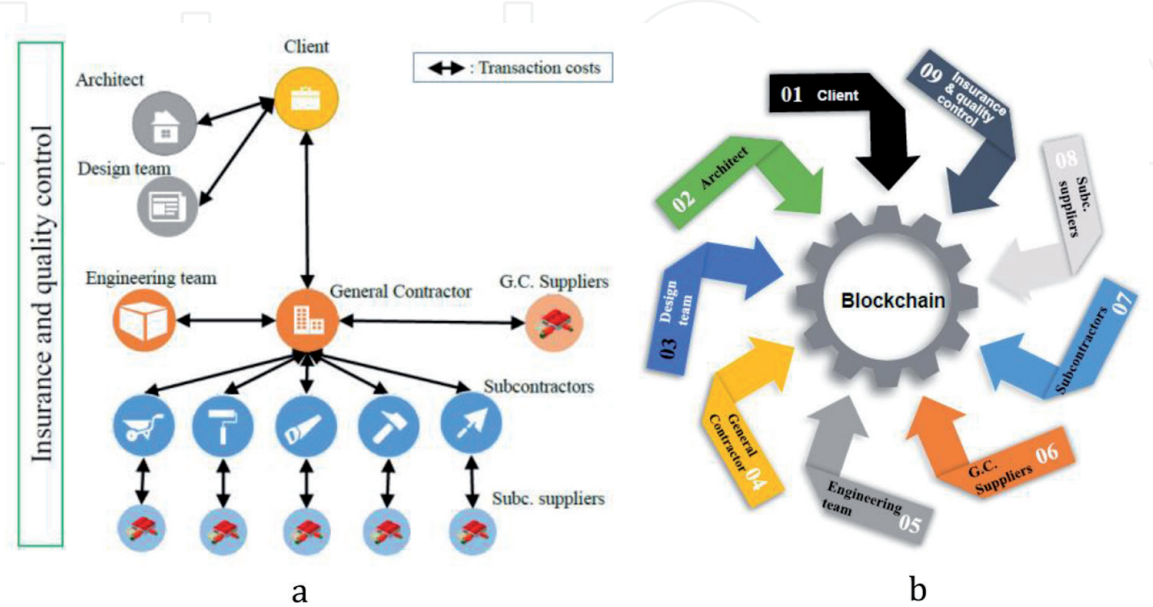 Insurance and quality control
Client
: Transaction costs
Architect
Design team
Engineering team
General Contractor
G.C. Suppliers
Subcontractors
Subc. suppliers
a
01 Client
02 Architect
03 Design
team
04 General
Contractor
05 Engineering
team
06 G.C.
Suppliers
07 Subcontractors
08 Subc.
suppliers
09 Insurance
& quality
control
Blockchain
b